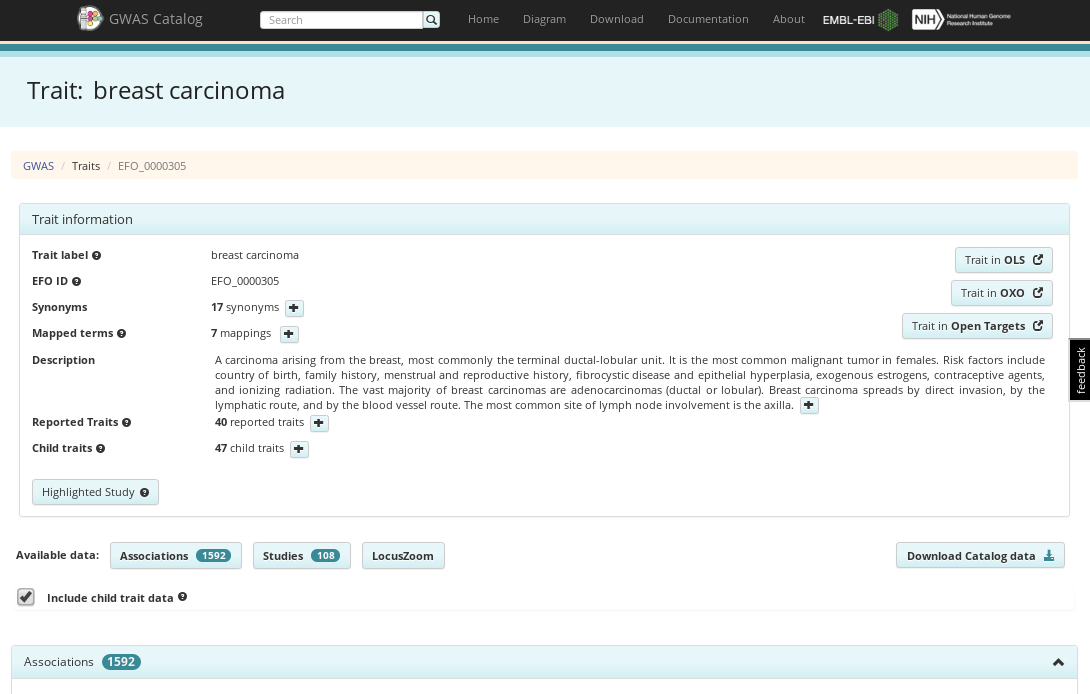 GWAS Catalog
Search
Home
Diagram
Download
Documentation
About
EMBL-EBI
NIH
National Human Genome
Research Institute
Trait: breast carcinoma
GWAS / Traits / EFO_0000305
Trait information
Trait label
breast carcinoma
Trait in OLS
EFO ID
EFO_0000305
Trait in OXO
Synonyms
17 synonyms
Mapped terms
7 mappings
Trait in Open Targets
Description
A carcinoma arising from the breast, most commonly the terminal ductal-lobular unit. It is the most common malignant tumor in females. Risk factors include
country of birth, family history, menstrual and reproductive history, fibrocystic disease and epithelial hyperplasia, exogenous estrogens, contraceptive agents,
and ionizing radiation. The vast majority of breast carcinomas are adenocarcinomas (ductal or lobular). Breast carcinoma spreads by direct invasion, by the
lymphatic route, and by the blood vessel route. The most common site of lymph node involvement is the axilla.
feedback
Reported Traits
40 reported traits
Child traits
47 child traits
Highlighted Study
Available data:
Associations 1592
Studies 108
LocusZoom
Download Catalog data
Include child trait data
Associations 1592